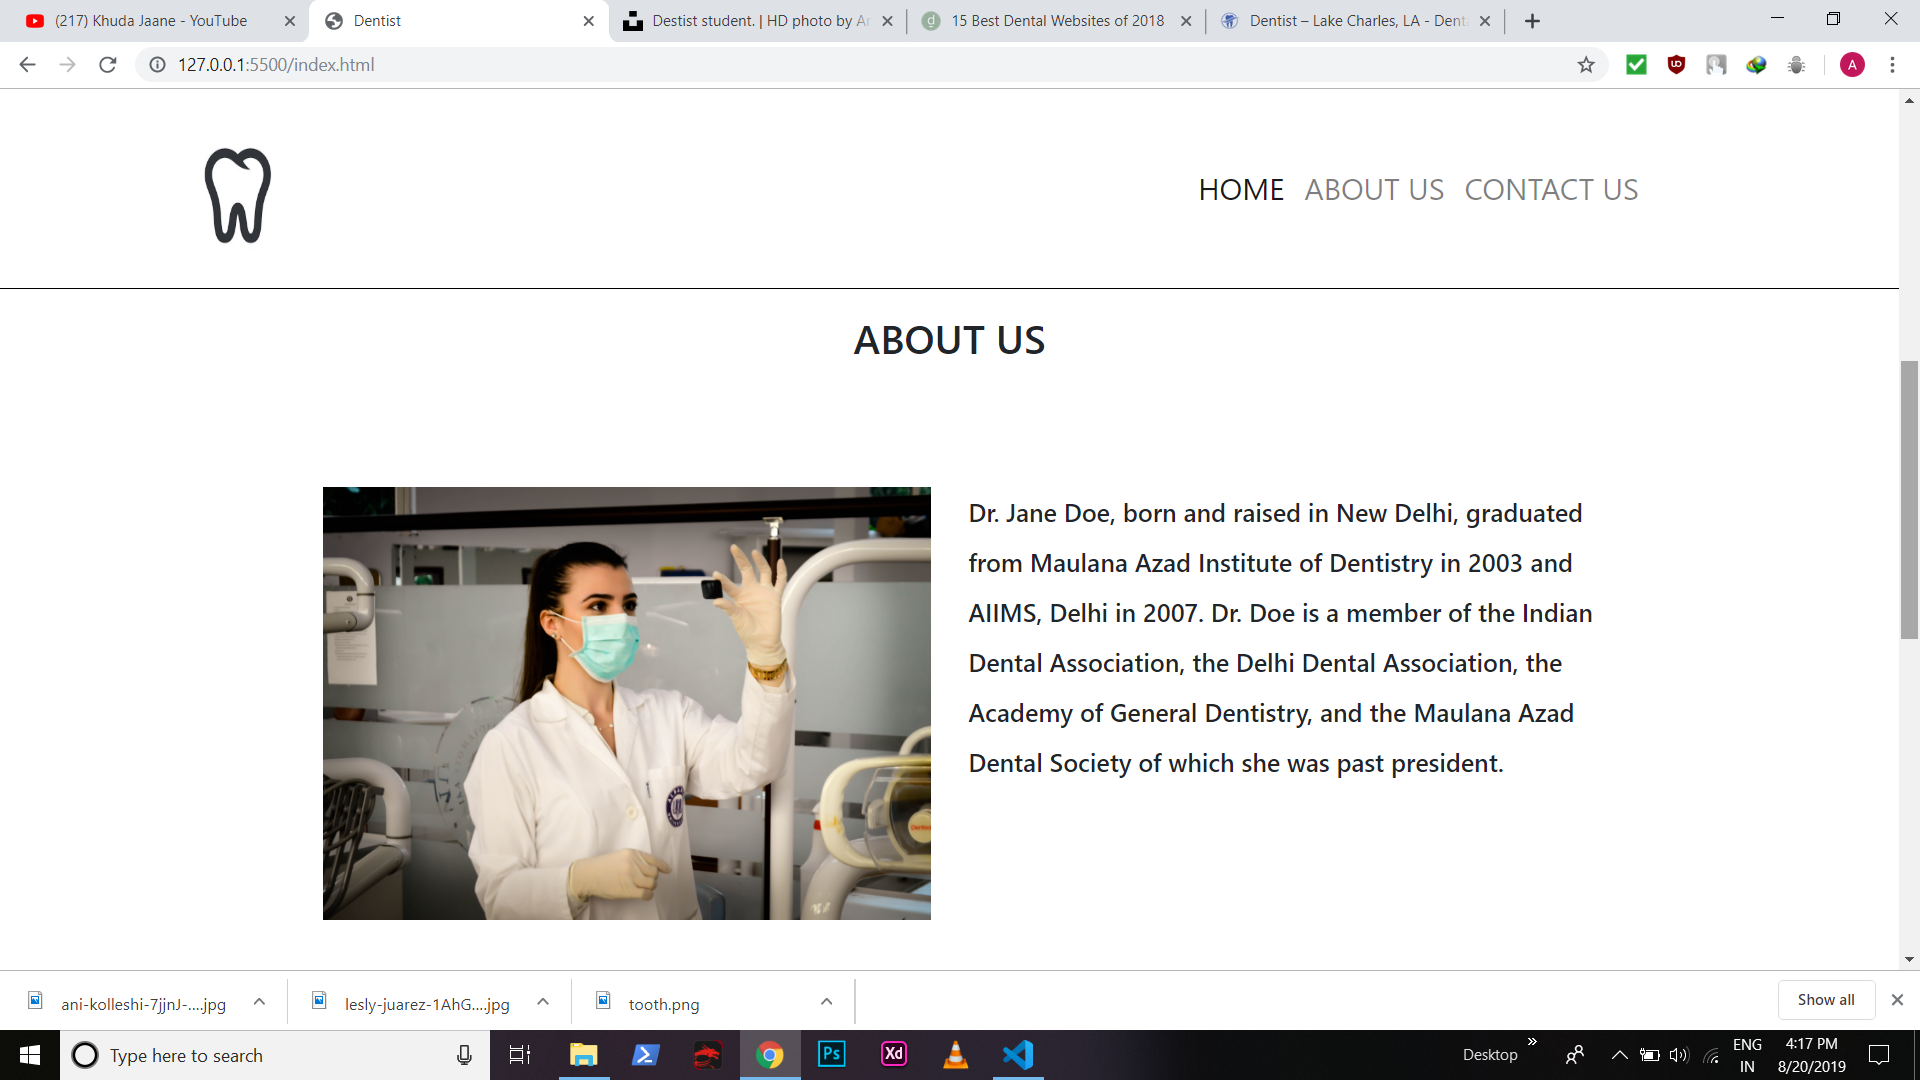 (217) Khuda Jaane - YouTube
Dentist
Destist student. | HD photo by Ar
15 Best Dental Websites of 2018
Dentist – Lake Charles, LA - Dent
127.0.0.1:5500/index.html
A
HOME ABOUT US CONTACT US
ABOUT US
Dr. Jane Doe, born and raised in New Delhi, graduated
from Maulana Azad Institute of Dentistry in 2003 and
AIIMS, Delhi in 2007. Dr. Doe is a member of the Indian
Dental Association, the Delhi Dental Association, the
Academy of General Dentistry, and the Maulana Azad
Dental Society of which she was past president.
ani-kolleshi-7jjnJ-....jpg
lesly-juarez-1AhG....jpg
tooth.png
Show all
Type here to search
Ps
Xd
Desktop
ENG
IN
4:17 PM
8/20/2019